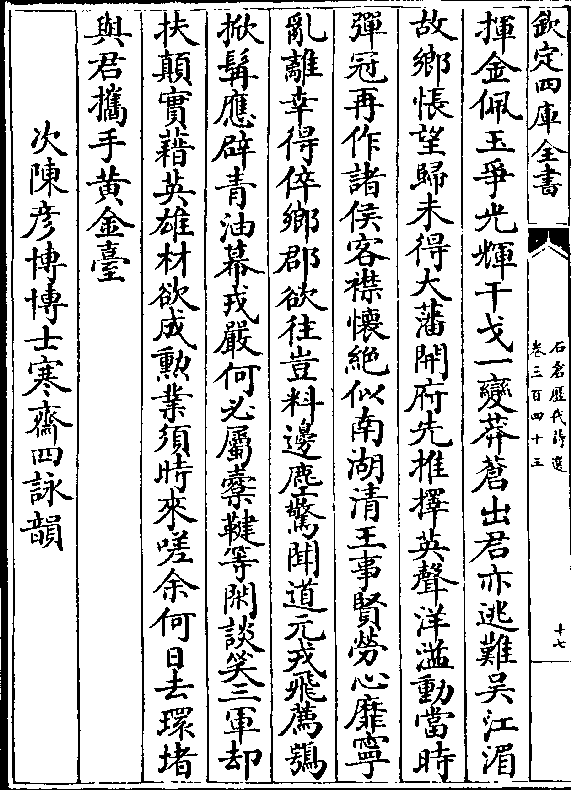 欽定四庫全書
石倉歷代詩選
卷三百四十三
十七
揮金佩玉爭光輝干戈一變莽蒼出君亦逃難吳江湄
故鄉悵望歸未得大藩開府先推擇英聲洋溢動當時
彈冠再作諸侯客襟懷絶似南湖清王事賢勞心靡寧
亂離幸得倅鄉郡欲往豈料邊塵驚聞道元戎飛薦鶚
掀髯應辟青油幕戎嚴何必屬櫜鞬等閑談笑三軍却
扶顛實藉英雄材欲成勲業須時來嗟余何日去環堵
與君攜手黄金臺
次陳彦博博士寒齋四詠韻